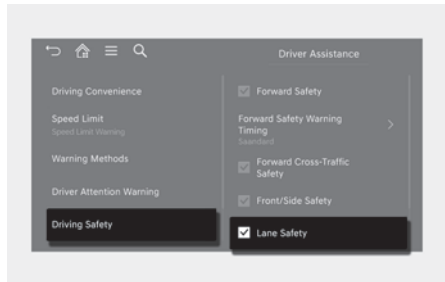 Driver Assistance
Driving Convenience
Speed Limit
Speed Limit Warning
Warning Methods
Driver Attention Warning
Driving Safety
Forward Safety
Forward Safety Warning
Timing
Saandard
Forward Cross-Traffic
Safety
Front/Side Safety
Lane Safety